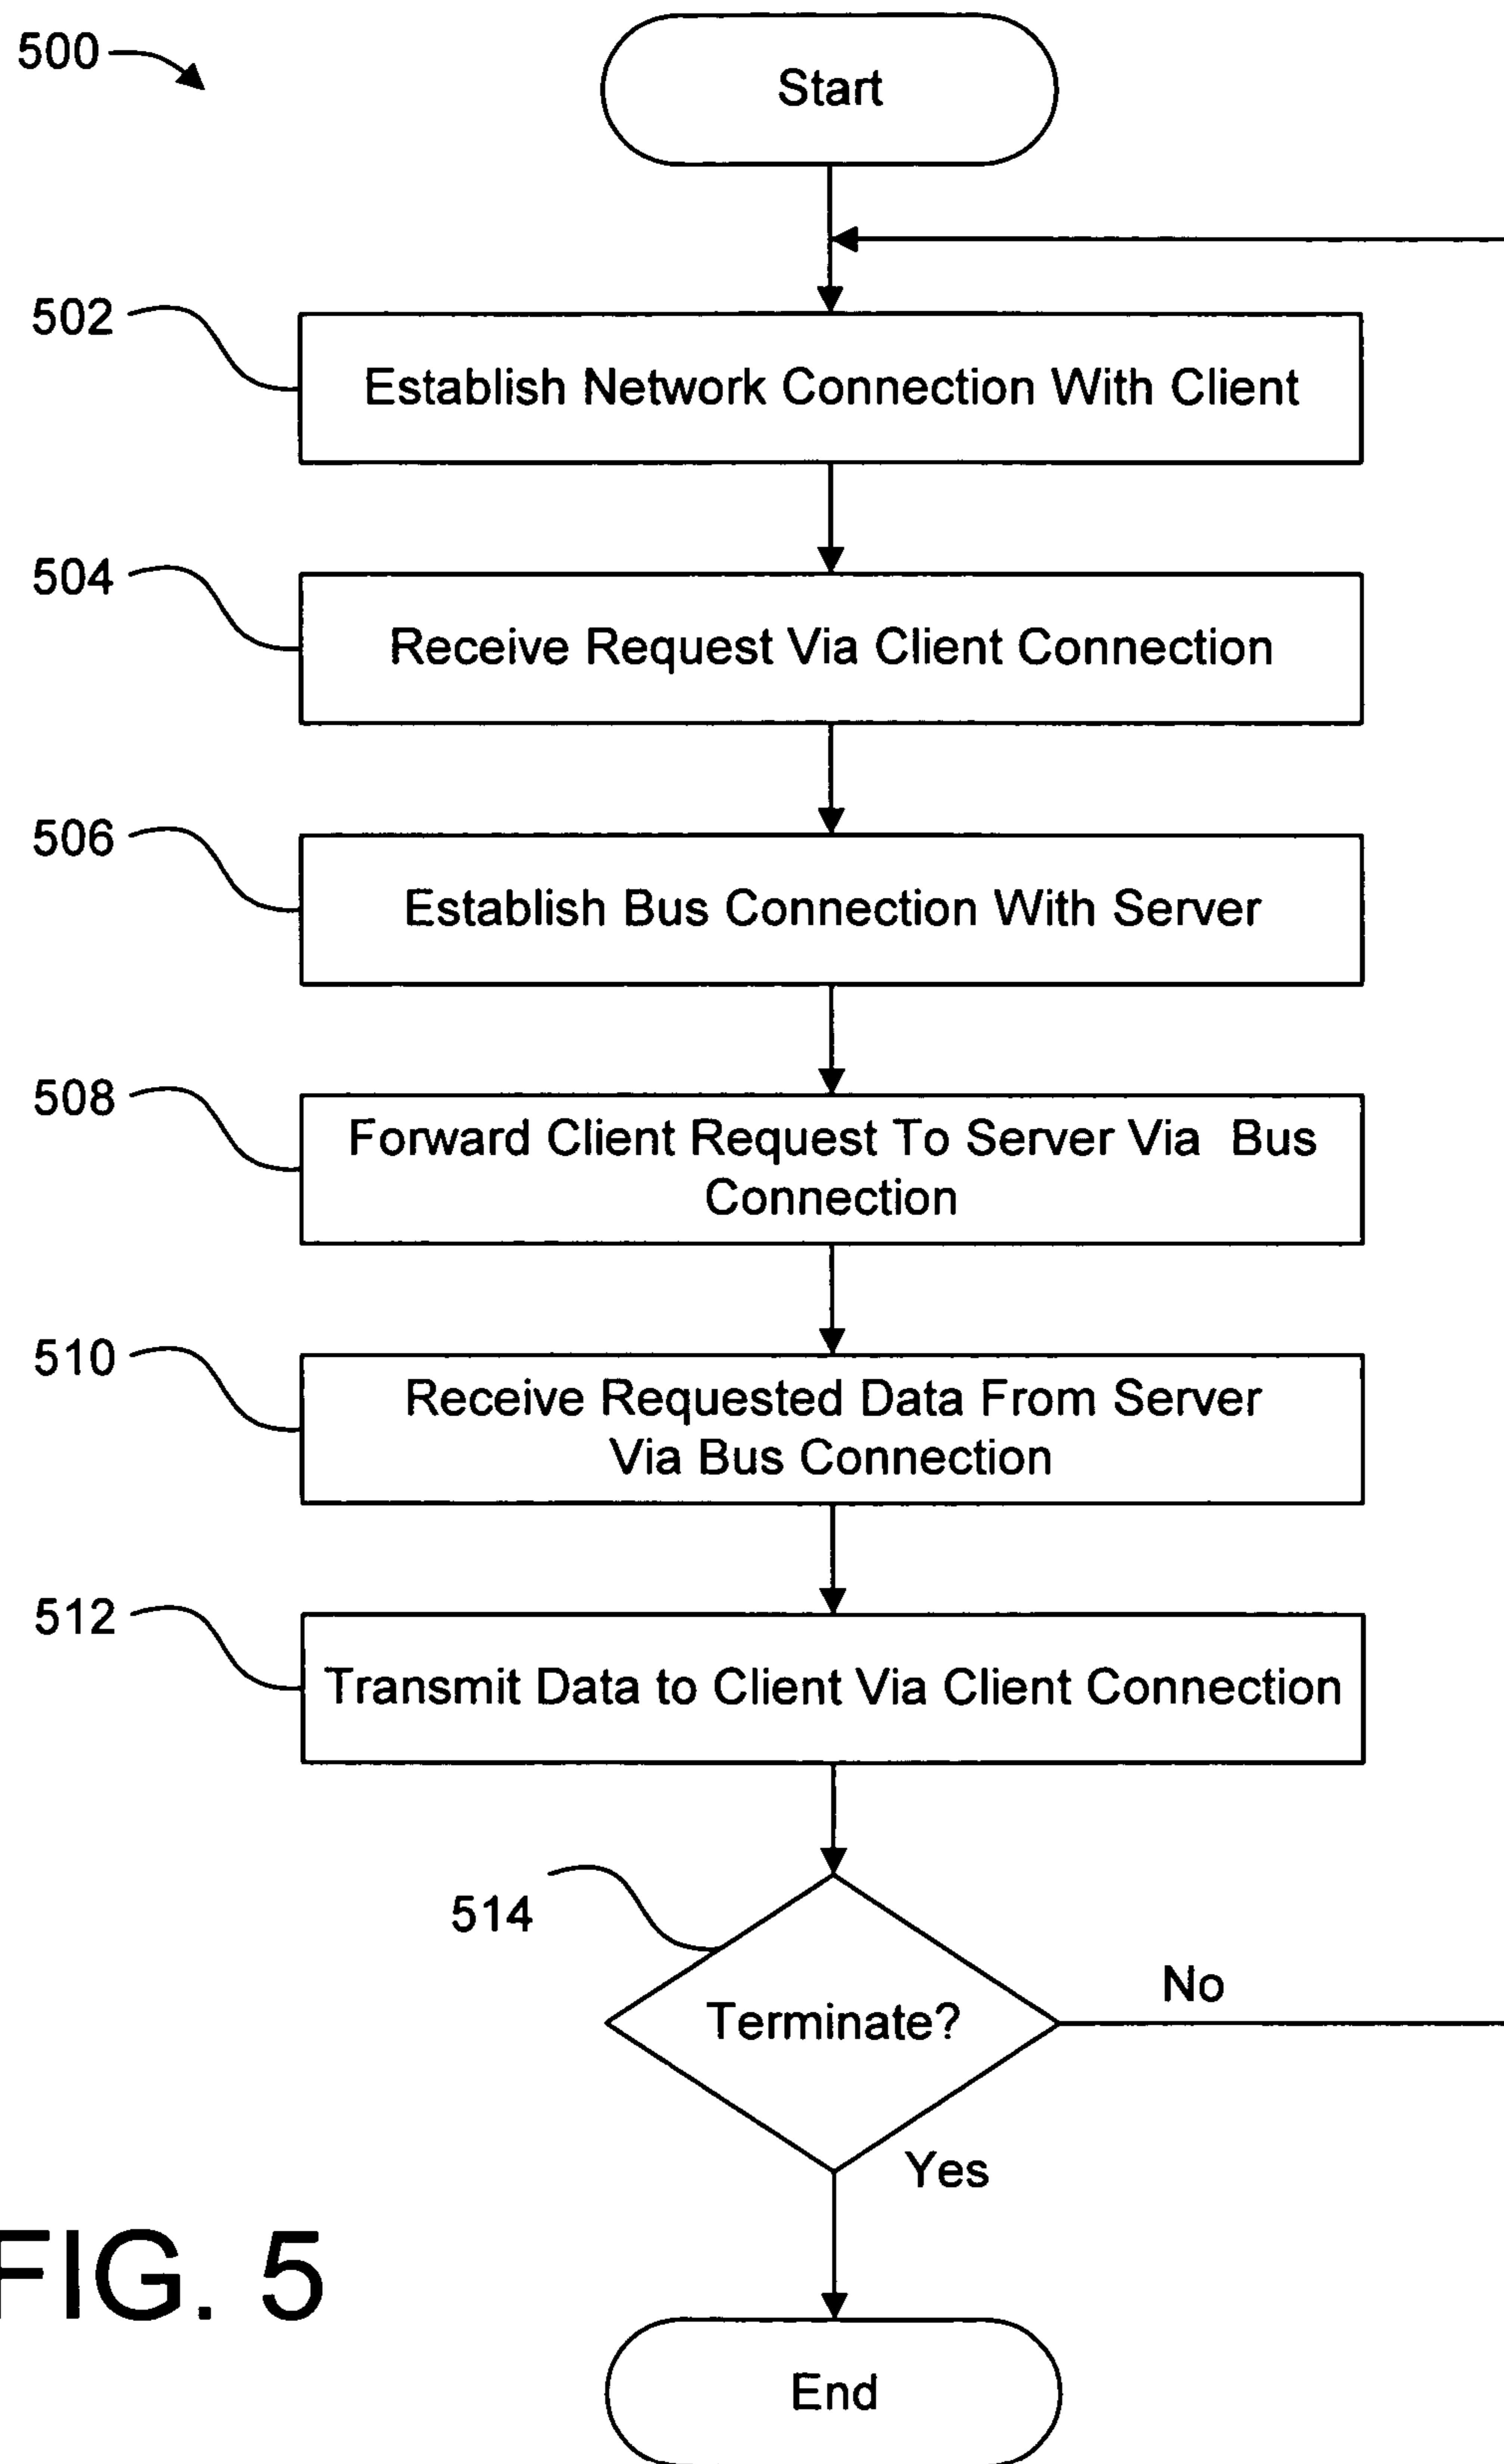 500
Start
502
Establish Network Connection With Client
504
Receive Request Via Client Connection
506
Establish Bus Connection With Server
508
Forward Client Request To Server Via Bus
Connection
510
Receive Requested Data From Server
Via Bus Connection
512
Transmit Data to Client Via Client Connection
514
Terminate?
No
Yes
FIG. 5
End